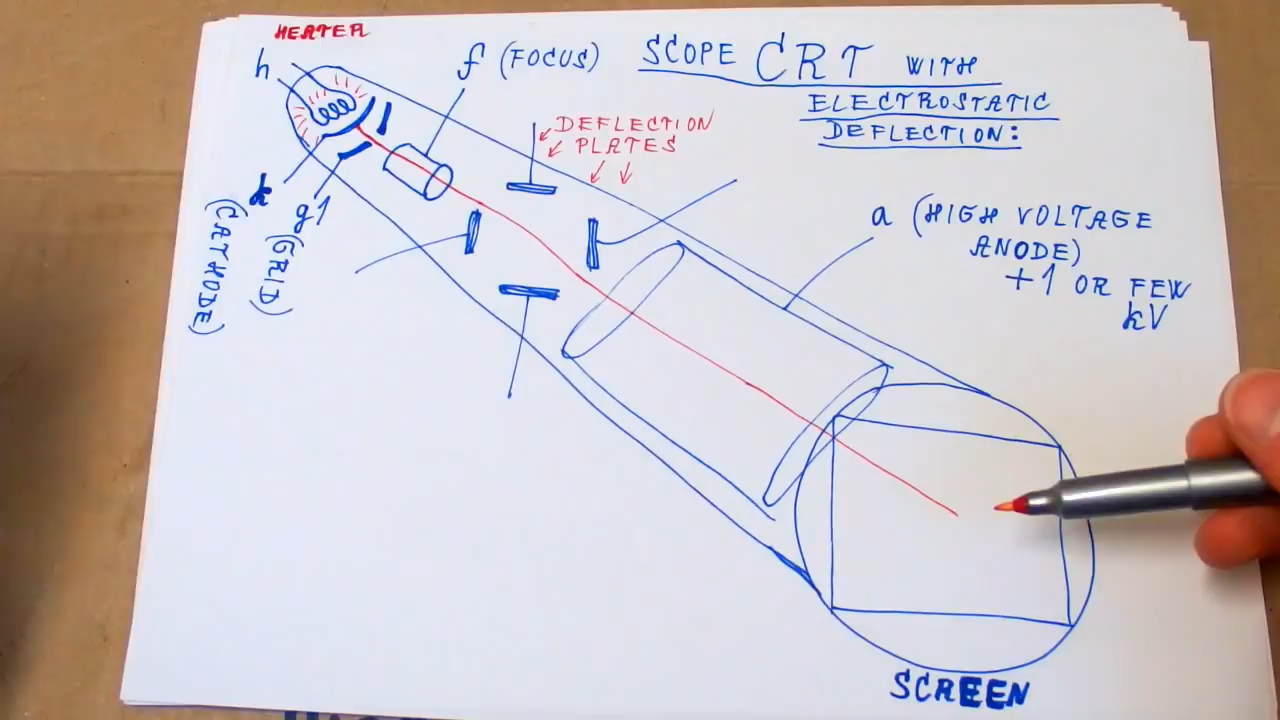 HEATER
h
f (FOCUS)
SCOPE CRT WITH
ELECTROSTATIC
DEFLECTION:
DEFLECTION
PLATES
k
(CATHODE)
g1
(GRID)
a (HIGH VOLTAGE
ANODE)
+1 OR FEW
kV
SCREEN